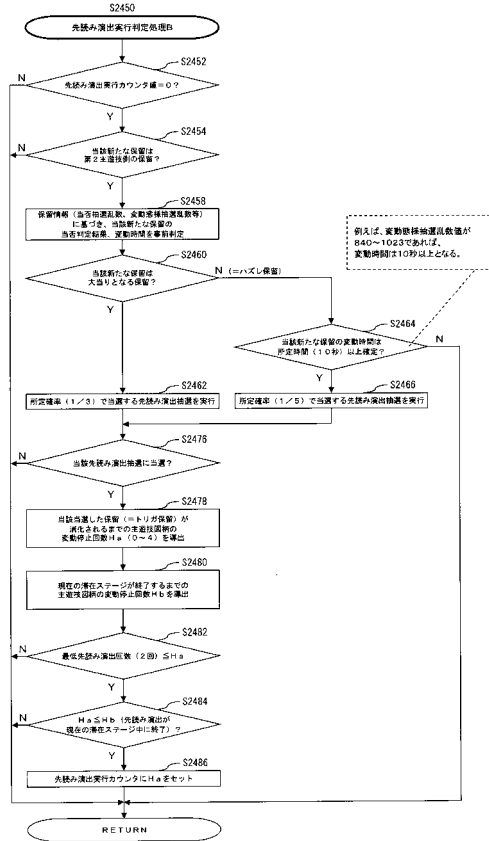 S2450
先読み演出実行判定処理B
S2452
N
先読み演出実行カウンタ値=0?
Y
S2454
N
当該新たな保留は
第2主遊技側の保留?
Y
S2458
保留情報(当否抽選乱数、変動態様抽選乱数等)
に基づき、当該新たな保留の
当否判定結果、変動時間を事前判定
例えば、変動態様抽選乱数値が
840~1023であれば、
変動時間は10秒以上となる。
S2460
当該新たな保留は
大当りとなる保留?
N (=ハズレ保留)
Y
S2464
当該新たな保留の変動時間は
所定時間(10秒)以上確定?
N
Y
S2462
所定確率(1/3)で当選する先読み演出抽選を実行
S2466
所定確率(1/5)で当選する先読み演出抽選を実行
S2476
N
当該先読み演出抽選に当選?
Y
S2478
当該当選した保留(=トリガ保留)が
消化されるまでの主遊技図柄の
変動停止回数Ha(0~4)を導出
S2480
現在の滞在ステージが終了するまでの
主遊技図柄の変動停止回数Hbを導出
S2482
N
最低先読み演出回数(2回)≦Ha
Y
S2484
N
Ha≦Hb(先読み演出が
現在の滞在ステージ中に終了)?
Y
S2486
先読み演出実行カウンタにHaをセット
RETURN